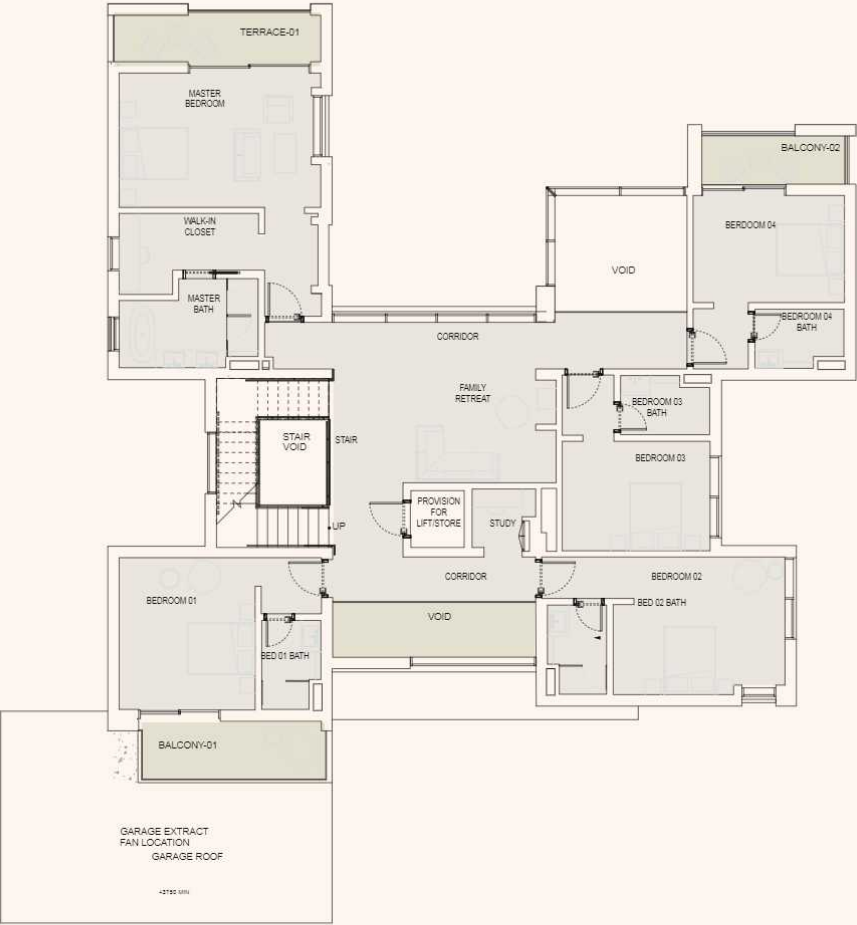 TERRACE-01
MASTER
BEDROOM
BALCONY-02
WALK-IN
CLOSET
BERDOOM 04
VOID
MASTER
BATH
BEDROOM 04
BATH
CORRIDOR
FAMILY
RETREAT
BEDROOM 03
BATH
STAIR
VOID
STAIR
BEDROOM 03
PROVISION
FOR
LIFT/STORE
STUDY
UP
CORRIDOR
BEDROOM 02
BEDROOM 01
BED 02 BATH
VOID
BED 01 BATH
BALCONY-01
GARAGE EXTRACT
FAN LOCATION
GARAGE ROOF